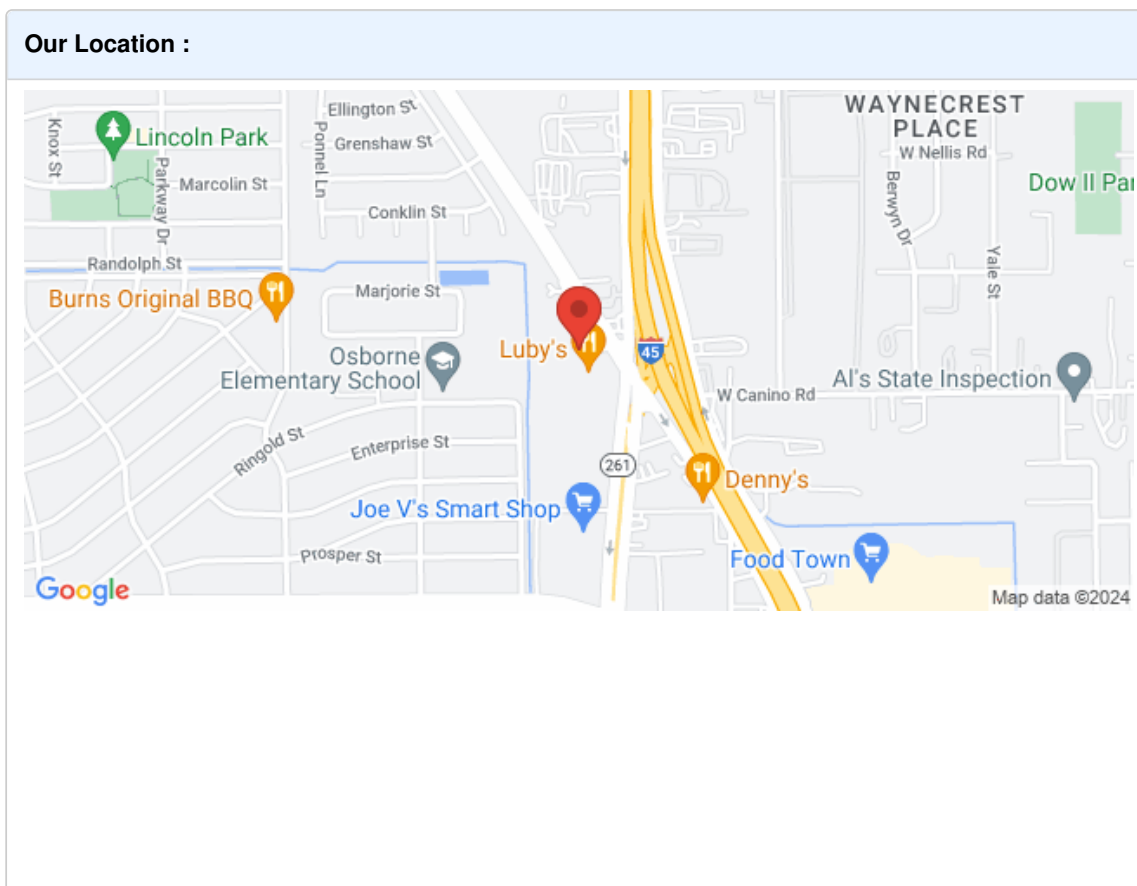 Our Location :
WAYNECREST
PLACE
Ellington St
Knox St
Lincoln Park
Ponnel Ln
Grenshaw St
W Nellis Rd
Parkway Dr
Marcolin St
Berwyn Dr
Dow II Par
Conklin St
Randolph St
Yale St
Burns Original BBQ
Marjorie St
Luby's
45
Osborne
Elementary School
Al's State Inspection
W Canino Rd
Ringold St
Enterprise St
261
Denny's
Joe V's Smart Shop
Prosper St
Food Town
Google
Map data ©2024